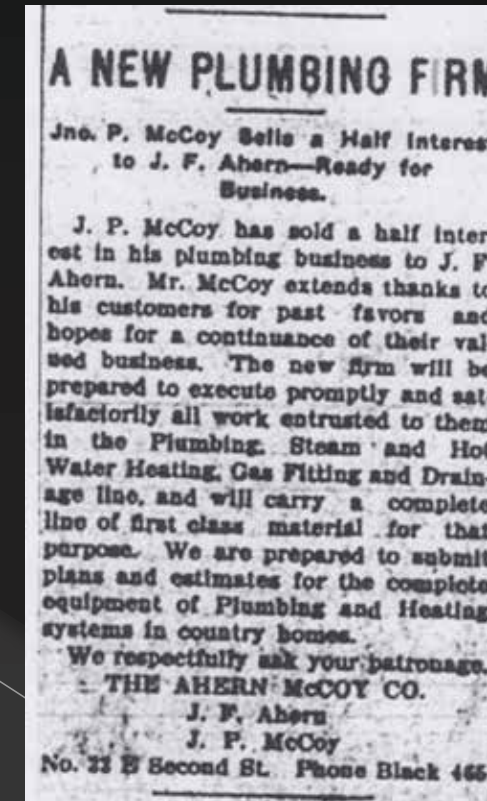 A NEW PLUMBING FIRM
Jno. P. McCoy Sells a Half Interes
to J. F. Ahern—Ready for
Business.
J. P. McCoy has sold a half inter
est in his plumbing business to J. F
Ahern. Mr. McCoy extends thanks to
his customers for past favors and
hopes for a continuance of their val
ued business. The new firm will be
prepared to execute promptly and sat
isfactorily all work entrusted to them
in the Plumbing, Steam and Hot
Water Heating, Gas Fitting and Drain-
age line, and will carry a complete
line of first class material for that
purpose. We are prepared to submit
plans and estimates for the complete
equipment of Plumbing and Heating
systems in country homes.
We respectfully ask your patronage.
THE AHERN McCOY CO.
J. F. Ahern
J. P. McCoy
No. 22 E Second St. Phone Black 465